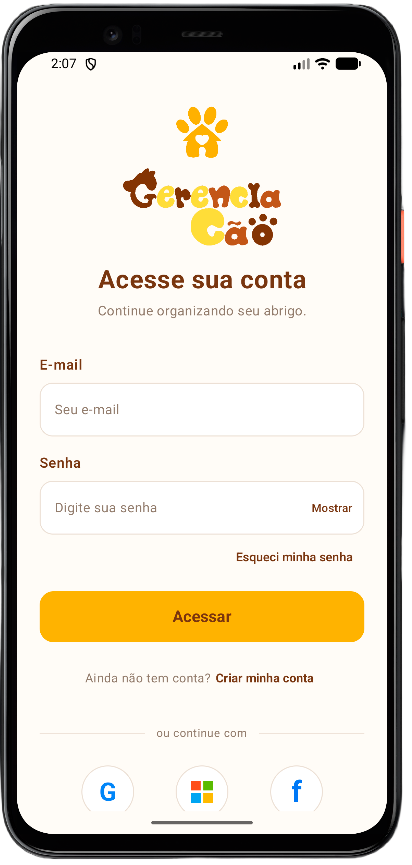 2:07
Gerencia
Cão
Acesse sua conta
Continue organizando seu abrigo.
E-mail
Seu e-mail
Senha
Digite sua senha Mostrar
Esqueci minha senha
Acessar
Ainda não tem conta? Criar minha conta
ou continue com
G f